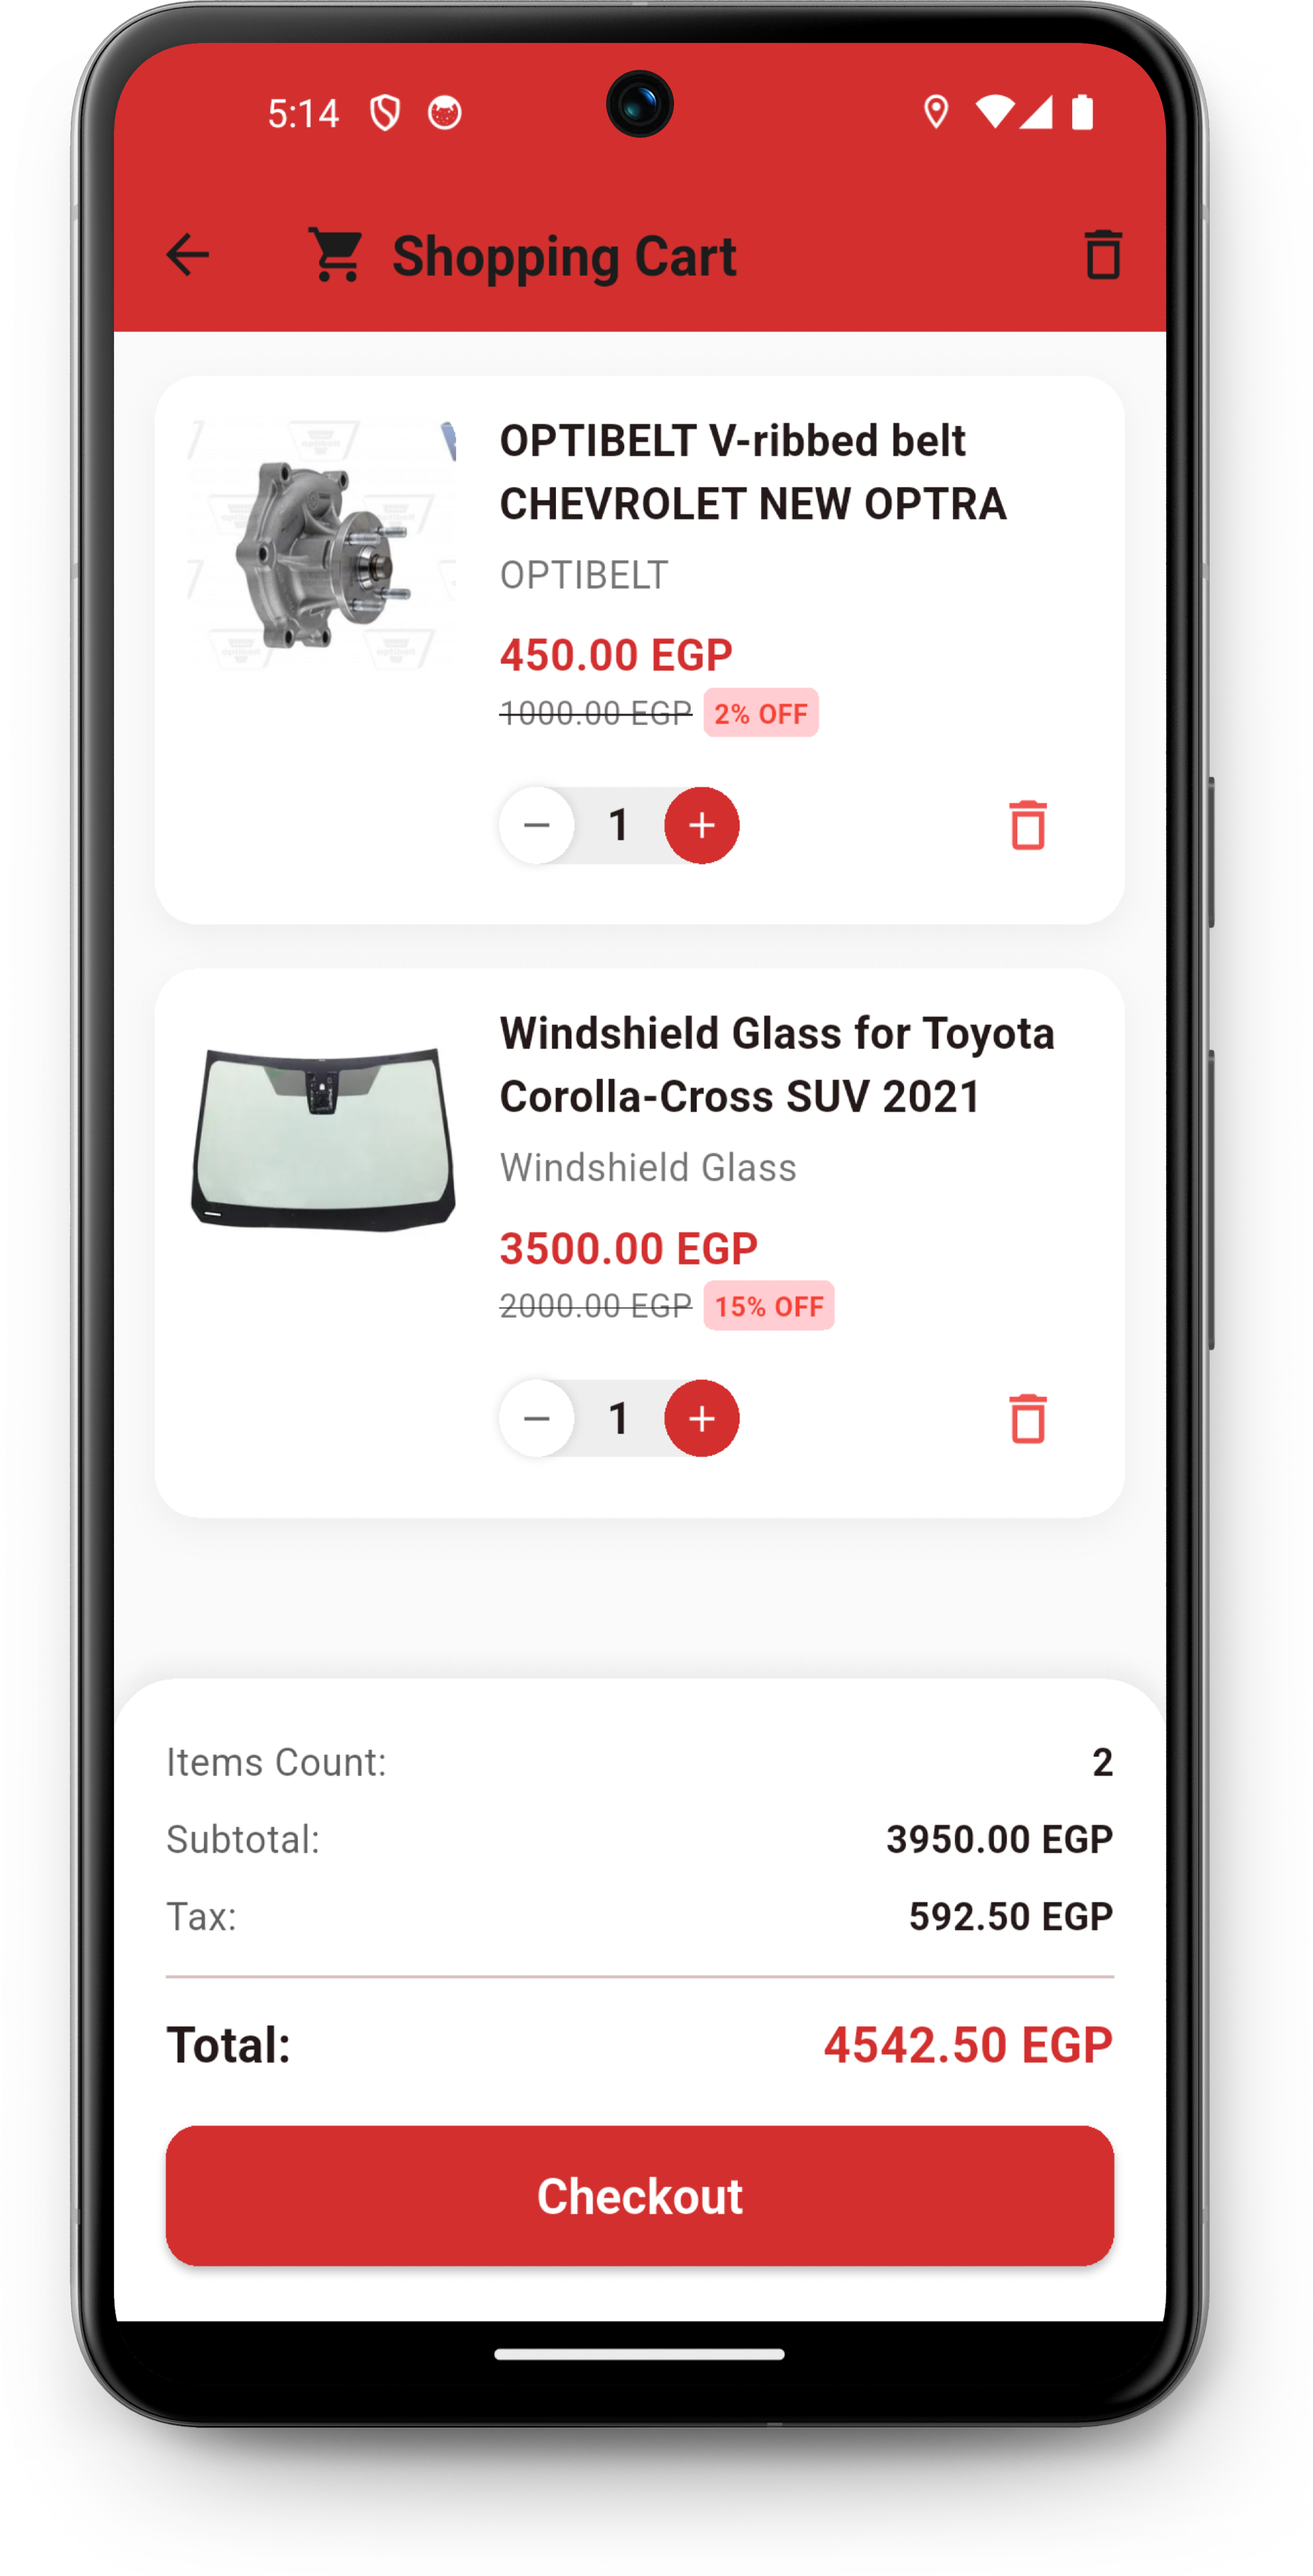 5:14
Shopping Cart
OPTIBELT V-ribbed belt
CHEVROLET NEW OPTRA
OPTIBELT
450.00 EGP
1000.00 EGP 2% OFF
1
Windshield Glass for Toyota
Corolla-Cross SUV 2021
Windshield Glass
3500.00 EGP
2000.00 EGP 15% OFF
1
Items Count: 2
Subtotal: 3950.00 EGP
Tax: 592.50 EGP
Total: 4542.50 EGP
Checkout